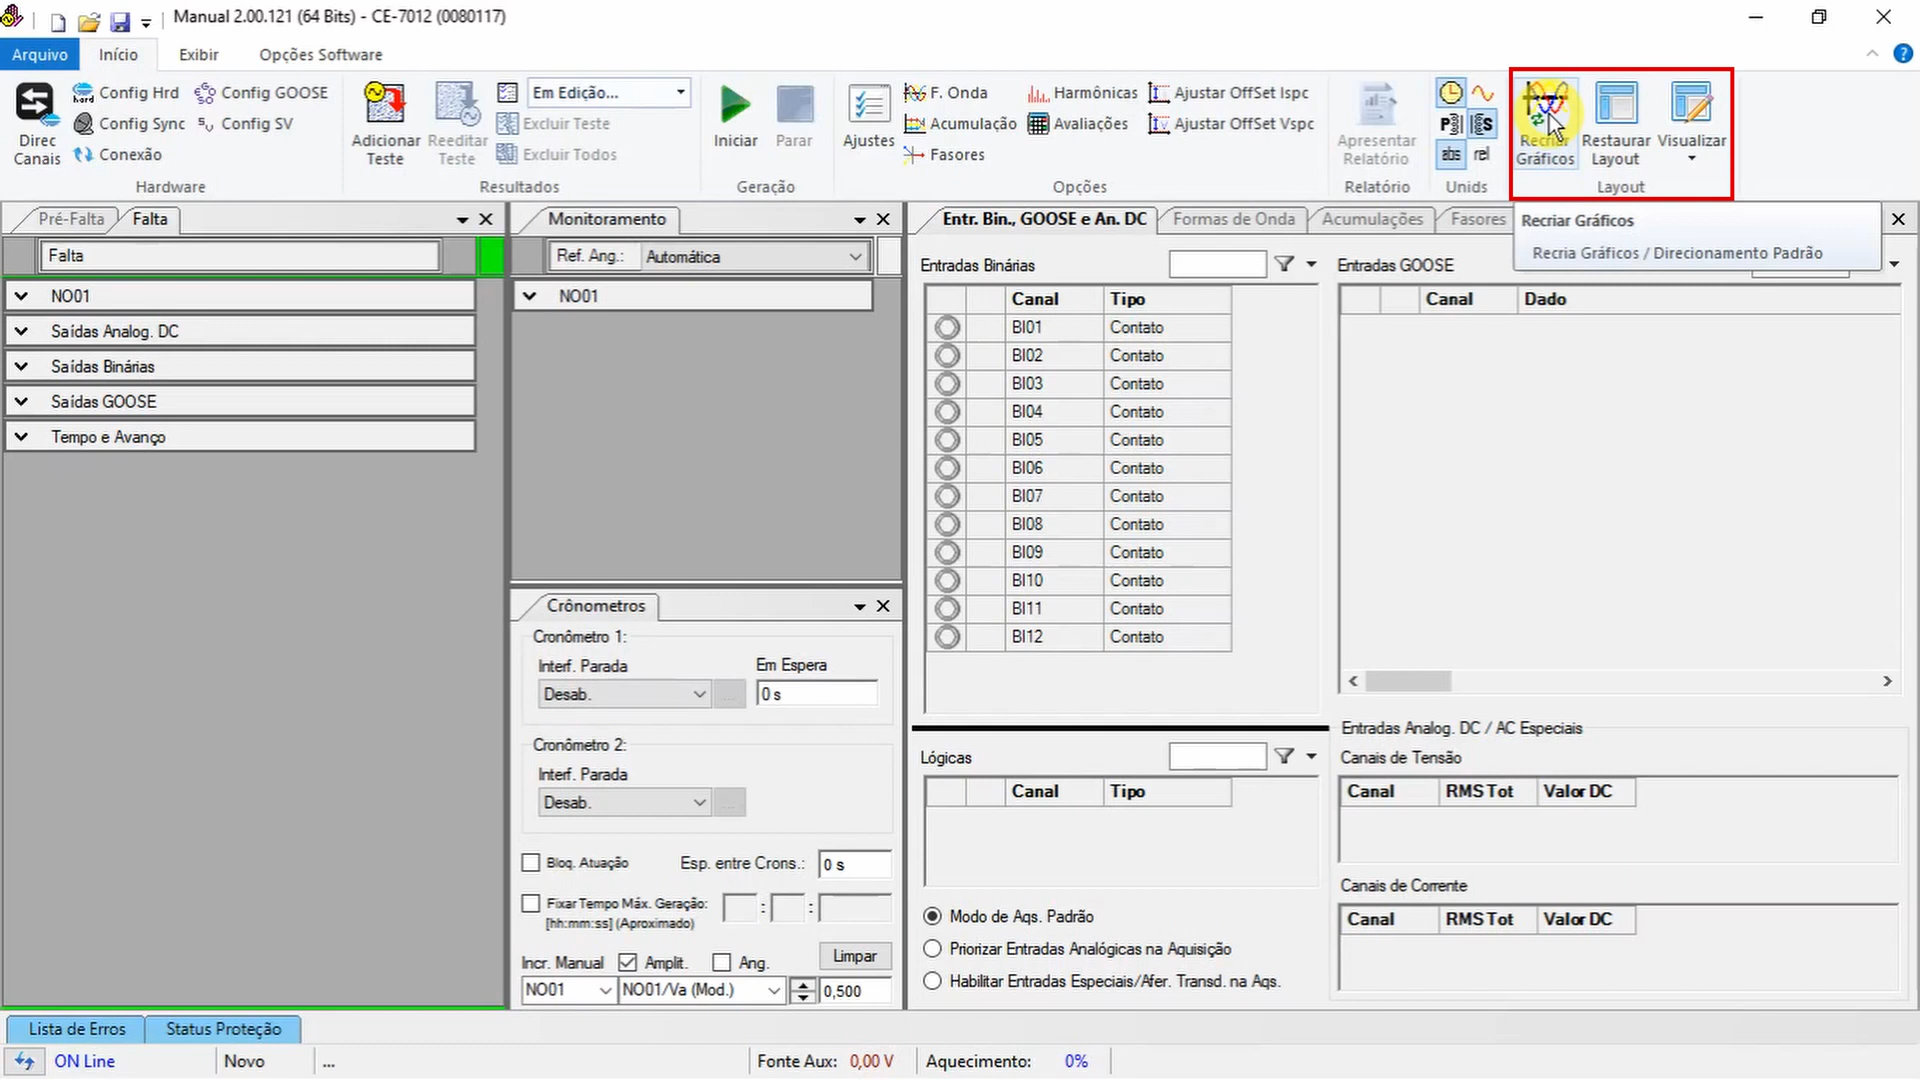 Manual 2.00.121 (64 Bits) - CE-7012 (0080117)
Arquivo
Início
Exibir
Opções Software
Direc Canais
Config Hrd
Config GOOSE
Config Sync
Config SV
Conexão
Hardware
Adicionar Teste
Reeditar Teste
Em Edição...
Excluir Teste
Excluir Todos
Resultados
Iniciar
Parar
Geração
Ajustes
F. Onda
Harmônicas
Ajustar OffSet Ispc
Acumulação
Avaliações
Ajustar OffSet Vspc
Fasores
Opções
Apresentar Relatório
Relatório
abs
rel
Unids
Recriar Gráficos
Restaurar Layout
Visualizar
Layout
Recriar Gráficos
Recria Gráficos / Direcionamento Padrão
Pré-Falta
Falta
Falta
NO01
Saídas Analog. DC
Saídas Binárias
Saídas GOOSE
Tempo e Avanço
Monitoramento
Ref. Ang.:
Automática
NO01
Crônometros
Cronômetro 1:
Interf. Parada
Em Espera
Desab.
...
0 s
Cronômetro 2:
Interf. Parada
Desab.
...
Bloq. Atuação
Esp. entre Crons.:
0 s
Fixar Tempo Máx. Geração:
:
:
[hh:mm:ss] (Aproximado)
Incr. Manual
Amplit.
Ang.
Limpar
NO01
NO01/Va (Mod.)
0,500
Entr. Bin., GOOSE e An. DC
Formas de Onda
Acumulações
Fasores
Entradas Binárias
Canal Tipo
BI01 Contato
BI02 Contato
BI03 Contato
BI04 Contato
BI05 Contato
BI06 Contato
BI07 Contato
BI08 Contato
BI09 Contato
BI10 Contato
BI11 Contato
BI12 Contato
Entradas GOOSE
Canal Dado
Lógicas
Canal Tipo
Modo de Aqs. Padrão
Priorizar Entradas Analógicas na Aquisição
Habilitar Entradas Especiais/Afer. Transd. na Aqs.
Entradas Analog. DC / AC Especiais
Canais de Tensão
Canal RMS Tot Valor DC
Canais de Corrente
Canal RMS Tot Valor DC
Lista de Erros
Status Proteção
ON Line
Novo
...
Fonte Aux: 0,00 V
Aquecimento: 0%